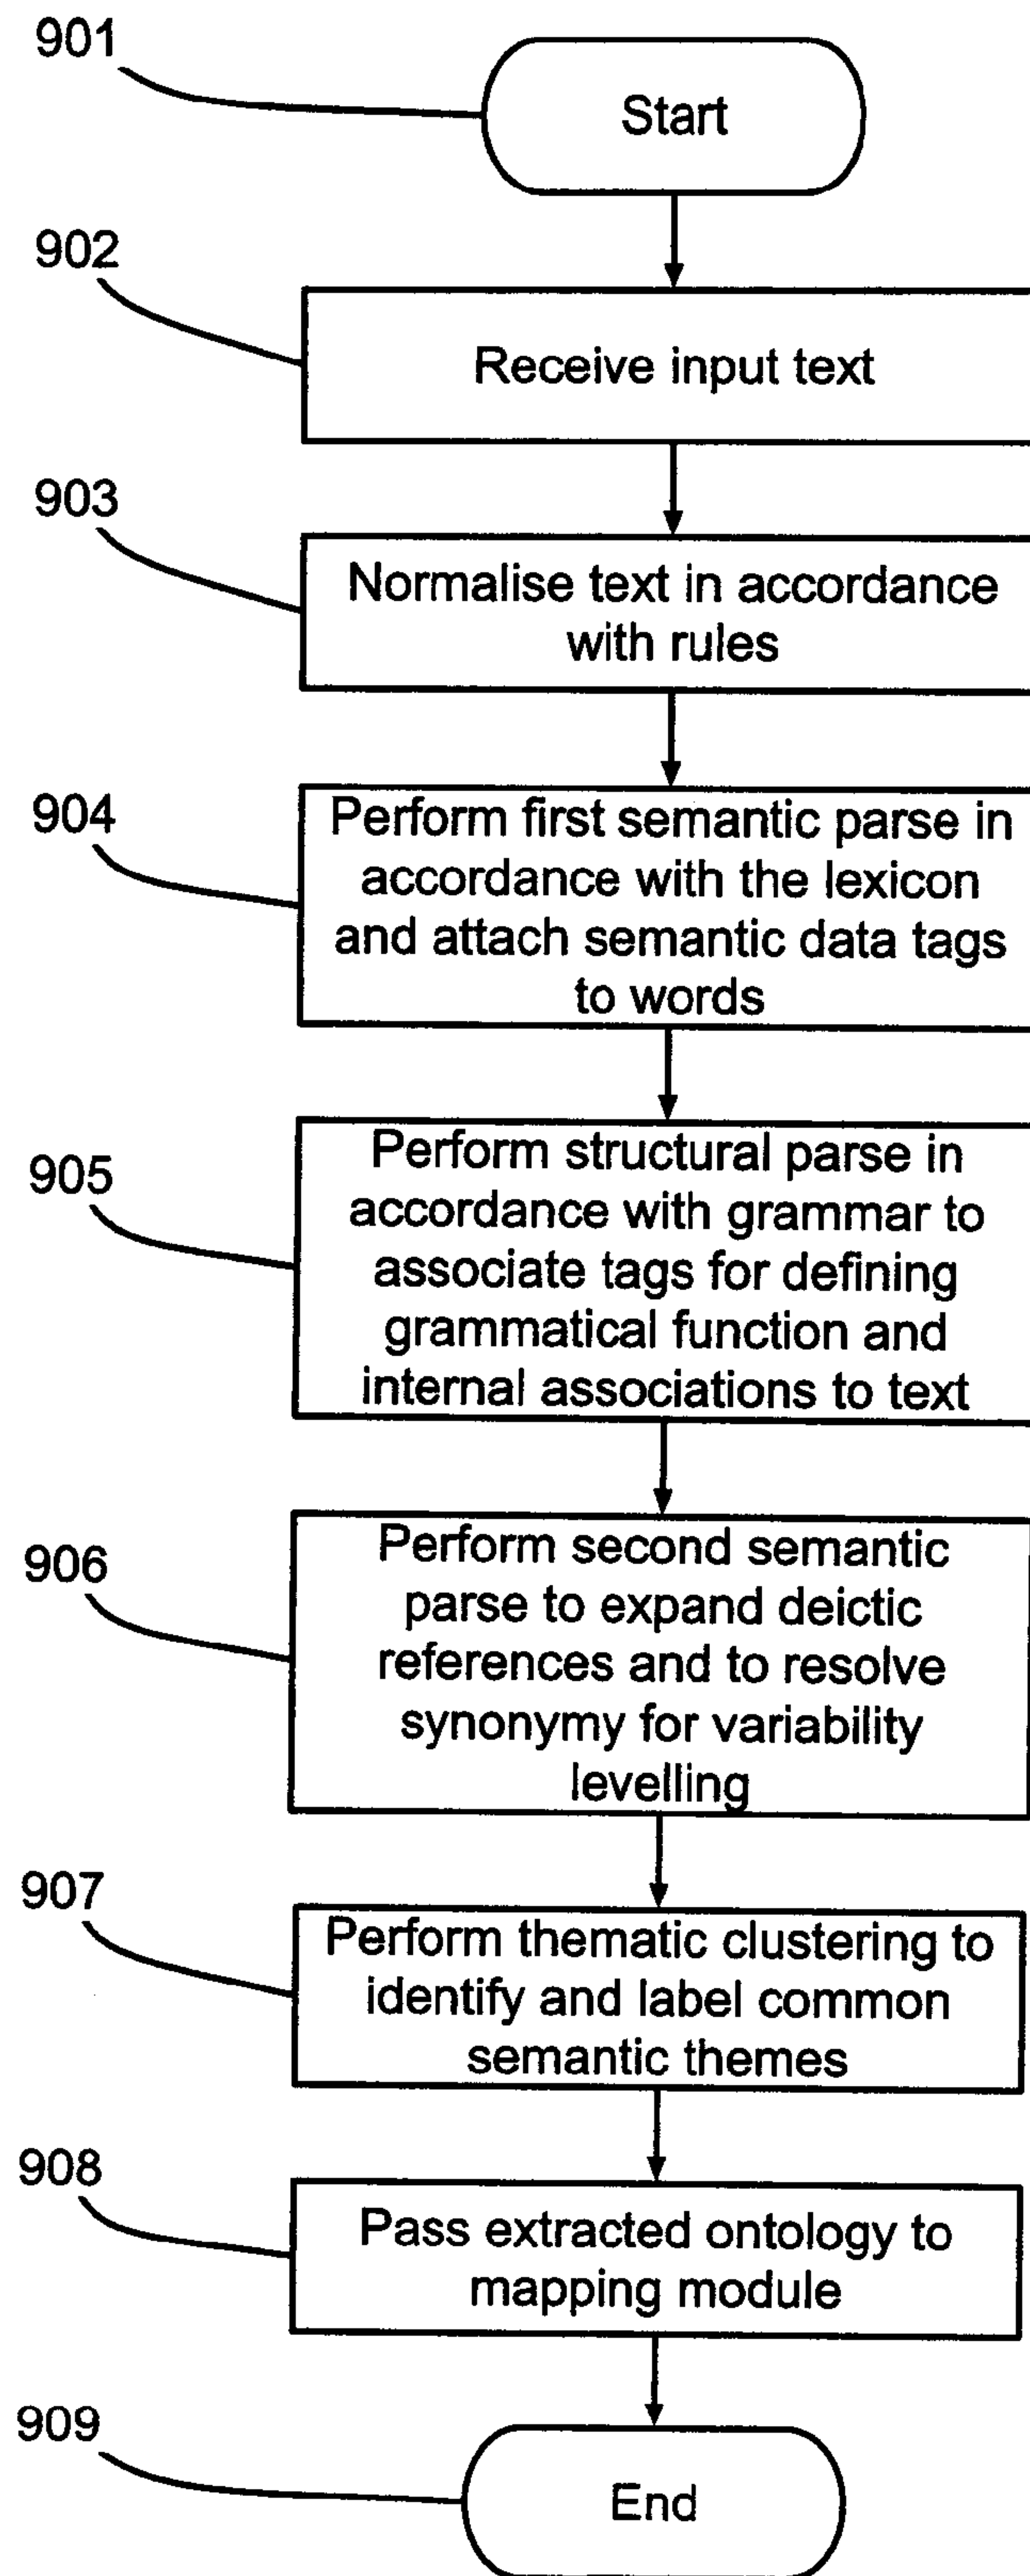 901
Start
902
Receive input text
903
Normalise text in accordance
with rules
904
Perform first semantic parse in
accordance with the lexicon
and attach semantic data tags
to words
905
Perform structural parse in
accordance with grammar to
associate tags for defining
grammatical function and
internal associations to text
906
Perform second semantic
parse to expand deictic
references and to resolve
synonymy for variability
levelling
907
Perform thematic clustering to
identify and label common
semantic themes
908
Pass extracted ontology to
mapping module
909
End